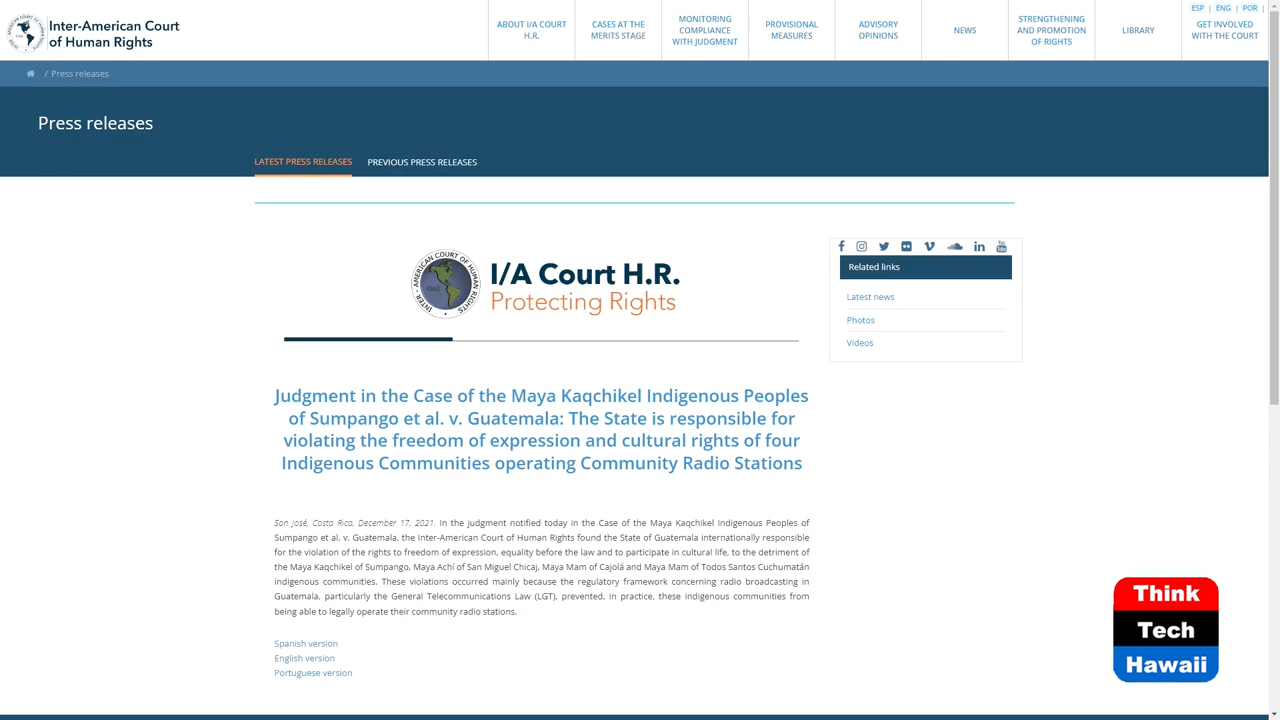 Inter-American Court
of Human Rights
ABOUT I/A COURT
H.R.
CASES AT THE
MERITS STAGE
MONITORING
COMPLIANCE
WITH JUDGMENT
PROVISIONAL
MEASURES
ADVISORY
OPINIONS
NEWS
STRENGTHENING
AND PROMOTION
OF RIGHTS
LIBRARY
ESP | ENG | POR |
GET INVOLVED
WITH THE COURT
/ Press releases
Press releases
LATEST PRESS RELEASES
PREVIOUS PRESS RELEASES
INTER - AMERICAN COURT OF HUMAN RIGHTS
OAS
I/A Court H.R.
Protecting Rights
Related links
Latest news
Photos
Videos
Judgment in the Case of the Maya Kaqchikel Indigenous Peoples
of Sumpango et al. v. Guatemala: The State is responsible for
violating the freedom of expression and cultural rights of four
Indigenous Communities operating Community Radio Stations
San José, Costa Rica, December 17, 2021. In the judgment notified today in the Case of the Maya Kaqchikel Indigenous Peoples of
Sumpango et al. v. Guatemala, the Inter-American Court of Human Rights found the State of Guatemala internationally responsible
for the violation of the rights to freedom of expression, equality before the law and to participate in cultural life, to the detriment of
the Maya Kaqchikel of Sumpango, Maya Achí of San Miguel Chicaj, Maya Mam of Cajolá and Maya Mam of Todos Santos Cuchumatán
indigenous communities. These violations occurred mainly because the regulatory framework concerning radio broadcasting in
Guatemala, particularly the General Telecommunications Law (LGT), prevented, in practice, these indigenous communities from
being able to legally operate their community radio stations.
Spanish version
English version
Portuguese version
Think
Tech
Hawaii